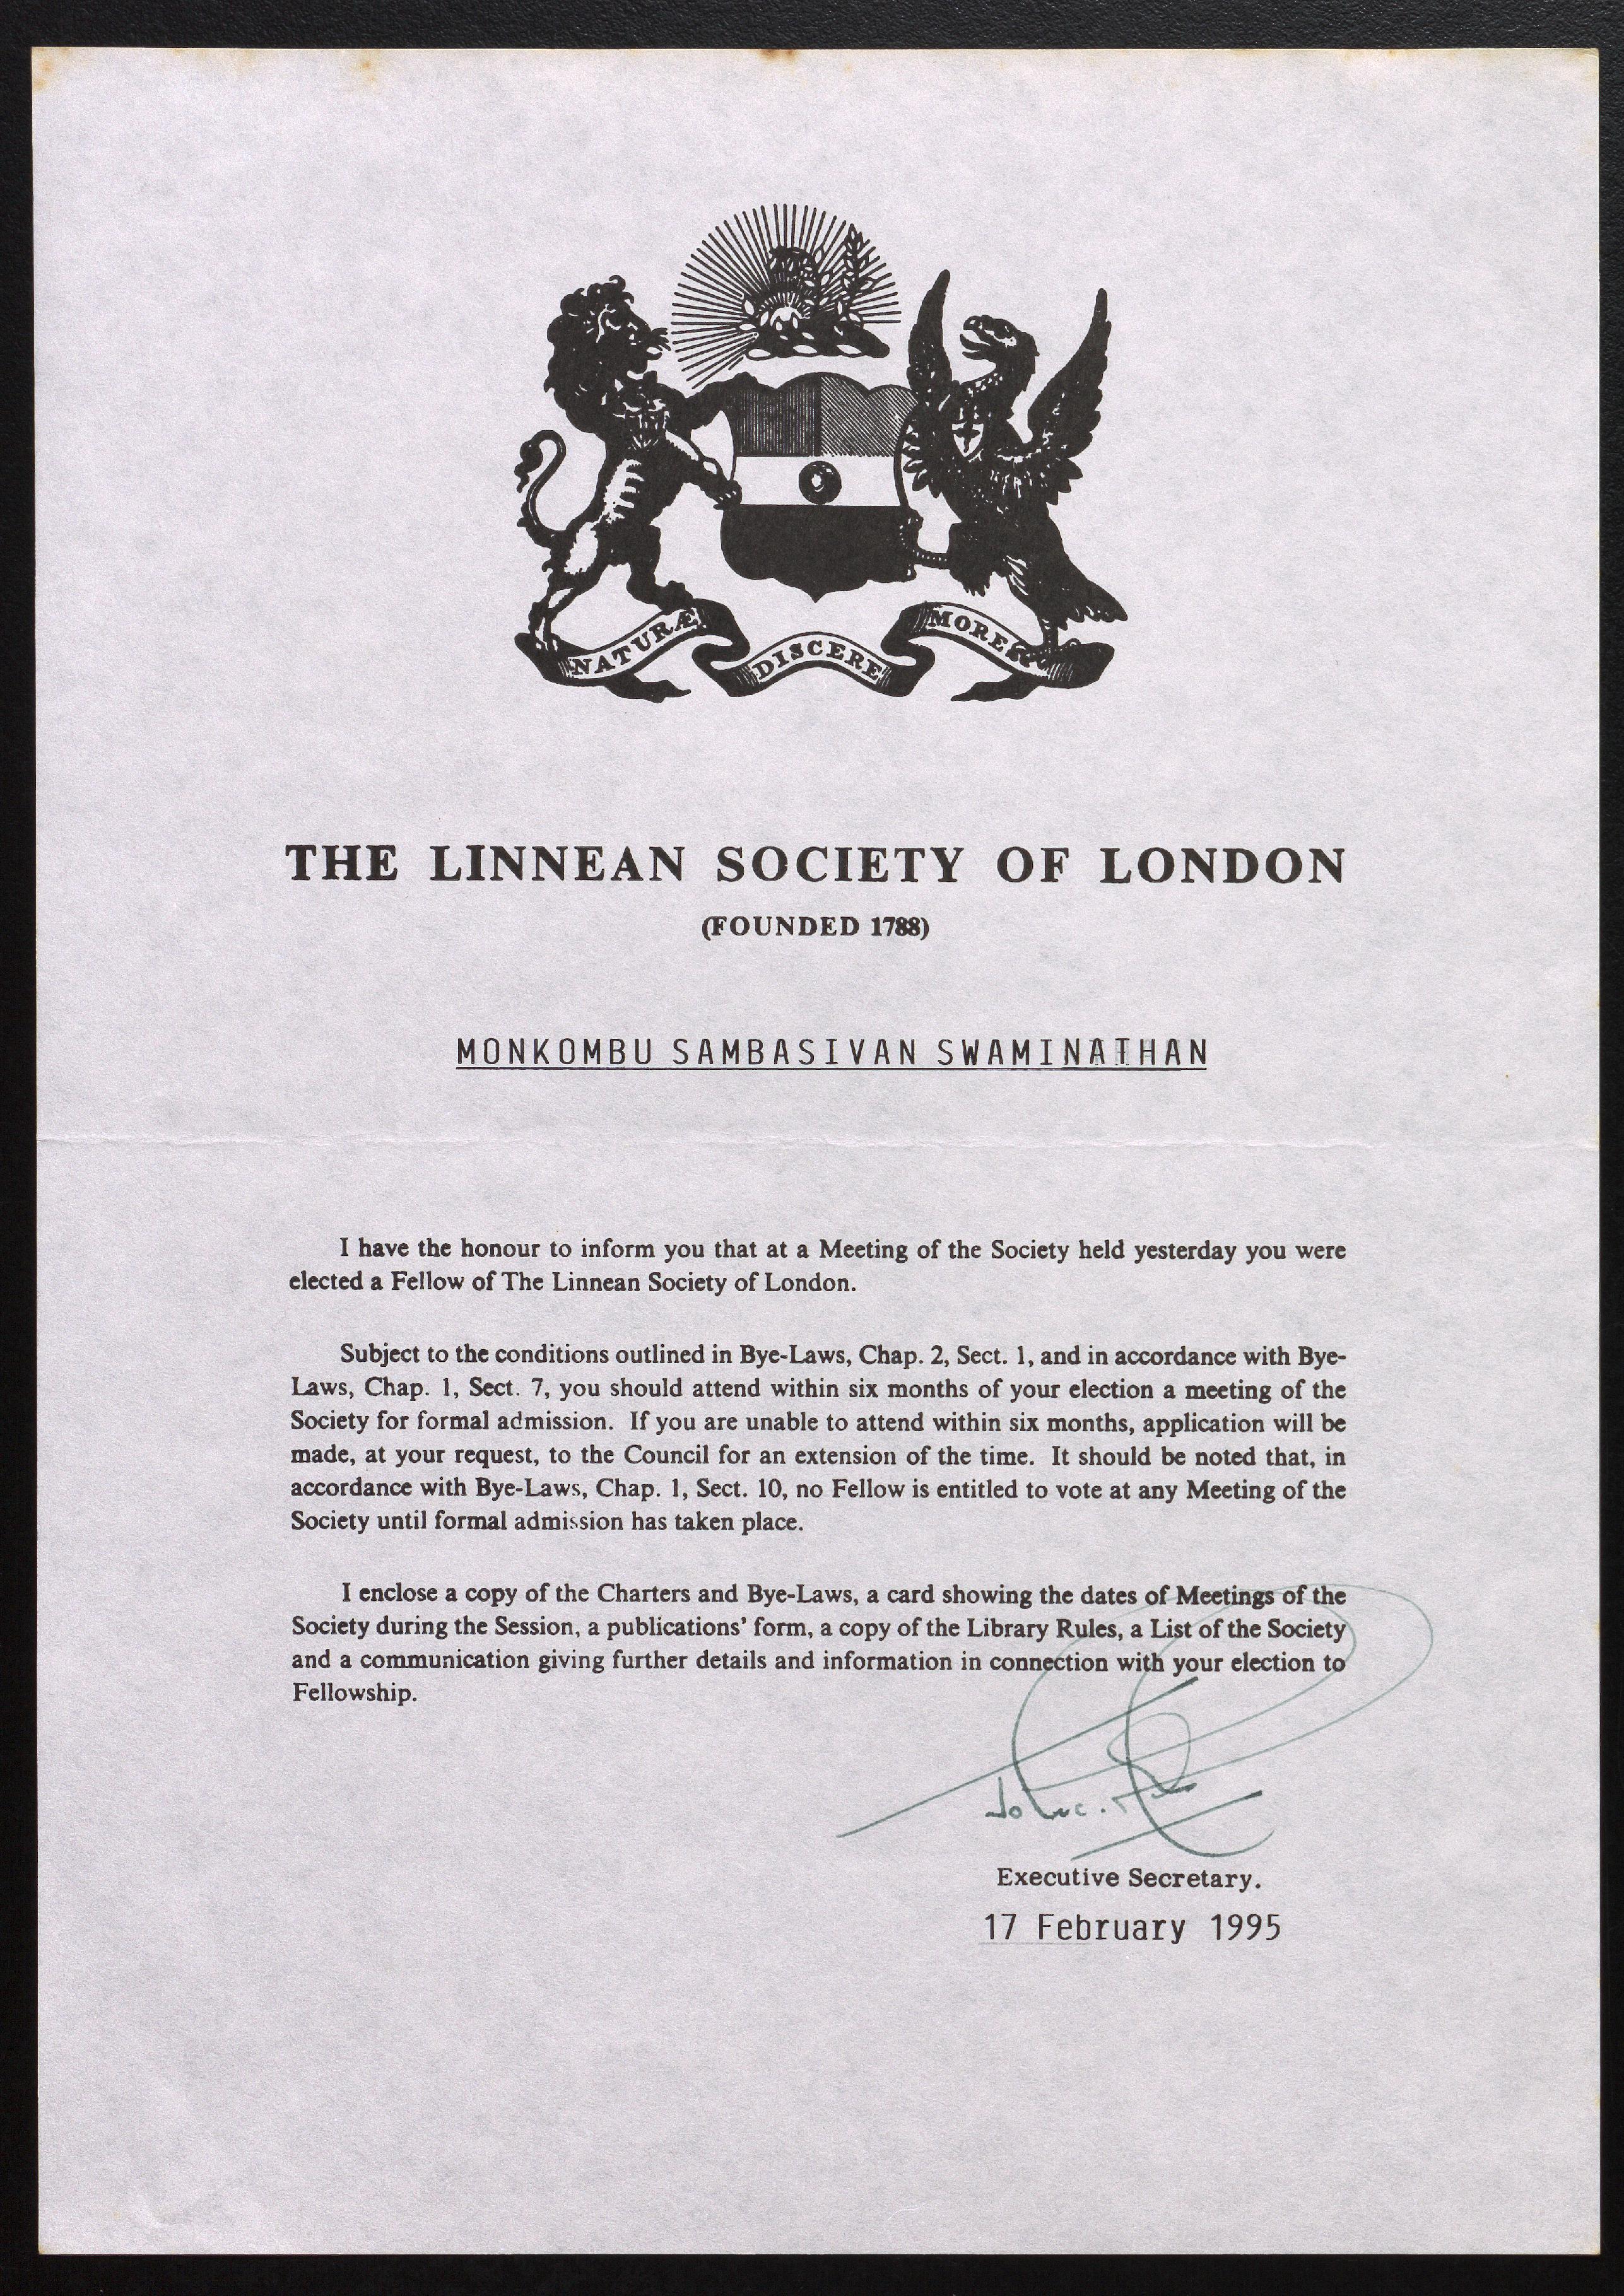 NATURÆ DISCERE MORES
THE LINNEAN SOCIETY OF LONDON
(FOUNDED 1788)
MONKOMBU SAMBASIVAN SWAMINATHAN
I have the honour to inform you that at a Meeting of the Society held yesterday you were
elected a Fellow of The Linnean Society of London.
Subject to the conditions outlined in Bye-Laws, Chap. 2, Sect. 1, and in accordance with Bye-
Laws, Chap. 1, Sect. 7, you should attend within six months of your election a meeting of the
Society for formal admission. If you are unable to attend within six months, application will be
made, at your request, to the Council for an extension of the time. It should be noted that, in
accordance with Bye-Laws, Chap. 1, Sect. 10, no Fellow is entitled to vote at any Meeting of the
Society until formal admission has taken place.
I enclose a copy of the Charters and Bye-Laws, a card showing the dates of Meetings of the
Society during the Session, a publications' form, a copy of the Library Rules, a List of the Society
and a communication giving further details and information in connection with your election to
Fellowship.
Executive Secretary.
17 February 1995